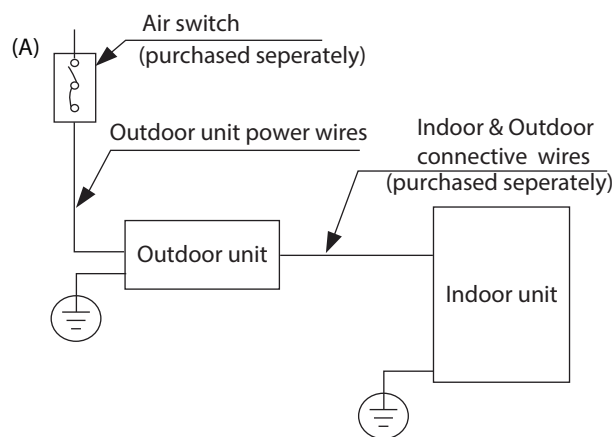 (A)
Air switch
(purchased seperately)
Outdoor unit power wires
Indoor & Outdoor
connective wires
(purchased seperately)
Outdoor unit
Indoor unit